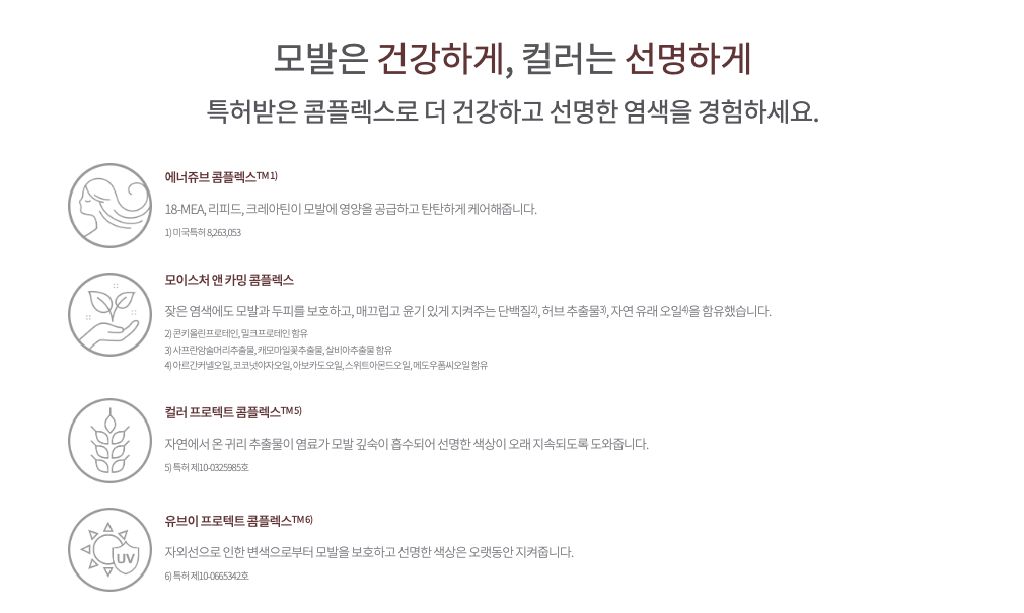 모발은 건강하게, 컬러는 선명하게
특허받은 콤플렉스로 더 건강하고 선명한 염색을 경험하세요.
에너쥬브 콤플렉스™1)
18-MEA, 리피드, 크레아틴이 모발에 영양을 공급하고 탄탄하게 케어해줍니다.
1) 미국특허 8,263,053
모이스처 앤 카밍 콤플렉스
잦은 염색에도 모발과 두피를 보호하고, 매끄럽고 윤기 있게 지켜주는 단백질2), 허브 추출물3), 자연 유래 오일4)을 함유했습니다.
2) 콘키올린프로테인, 밀크프로테인 함유
3) 사프란암술머리추출물, 캐모마일꽃추출물, 살비아추출물 함유
4) 아르간커넬오일, 코코넛야자오일, 아보카도오일, 스위트아몬드오일, 메도우폼씨오일 함유
컬러 프로텍트 콤플렉스™5)
자연에서 온 귀리 추출물이 염료가 모발 깊숙이 흡수되어 선명한 색상이 오래 지속되도록 도와줍니다.
5) 특허 제10-0325985호
유브이 프로텍트 콤플렉스™6)
UV
자외선으로 인한 변색으로부터 모발을 보호하고 선명한 색상은 오랫동안 지켜줍니다.
6) 특허 제10-0665342호